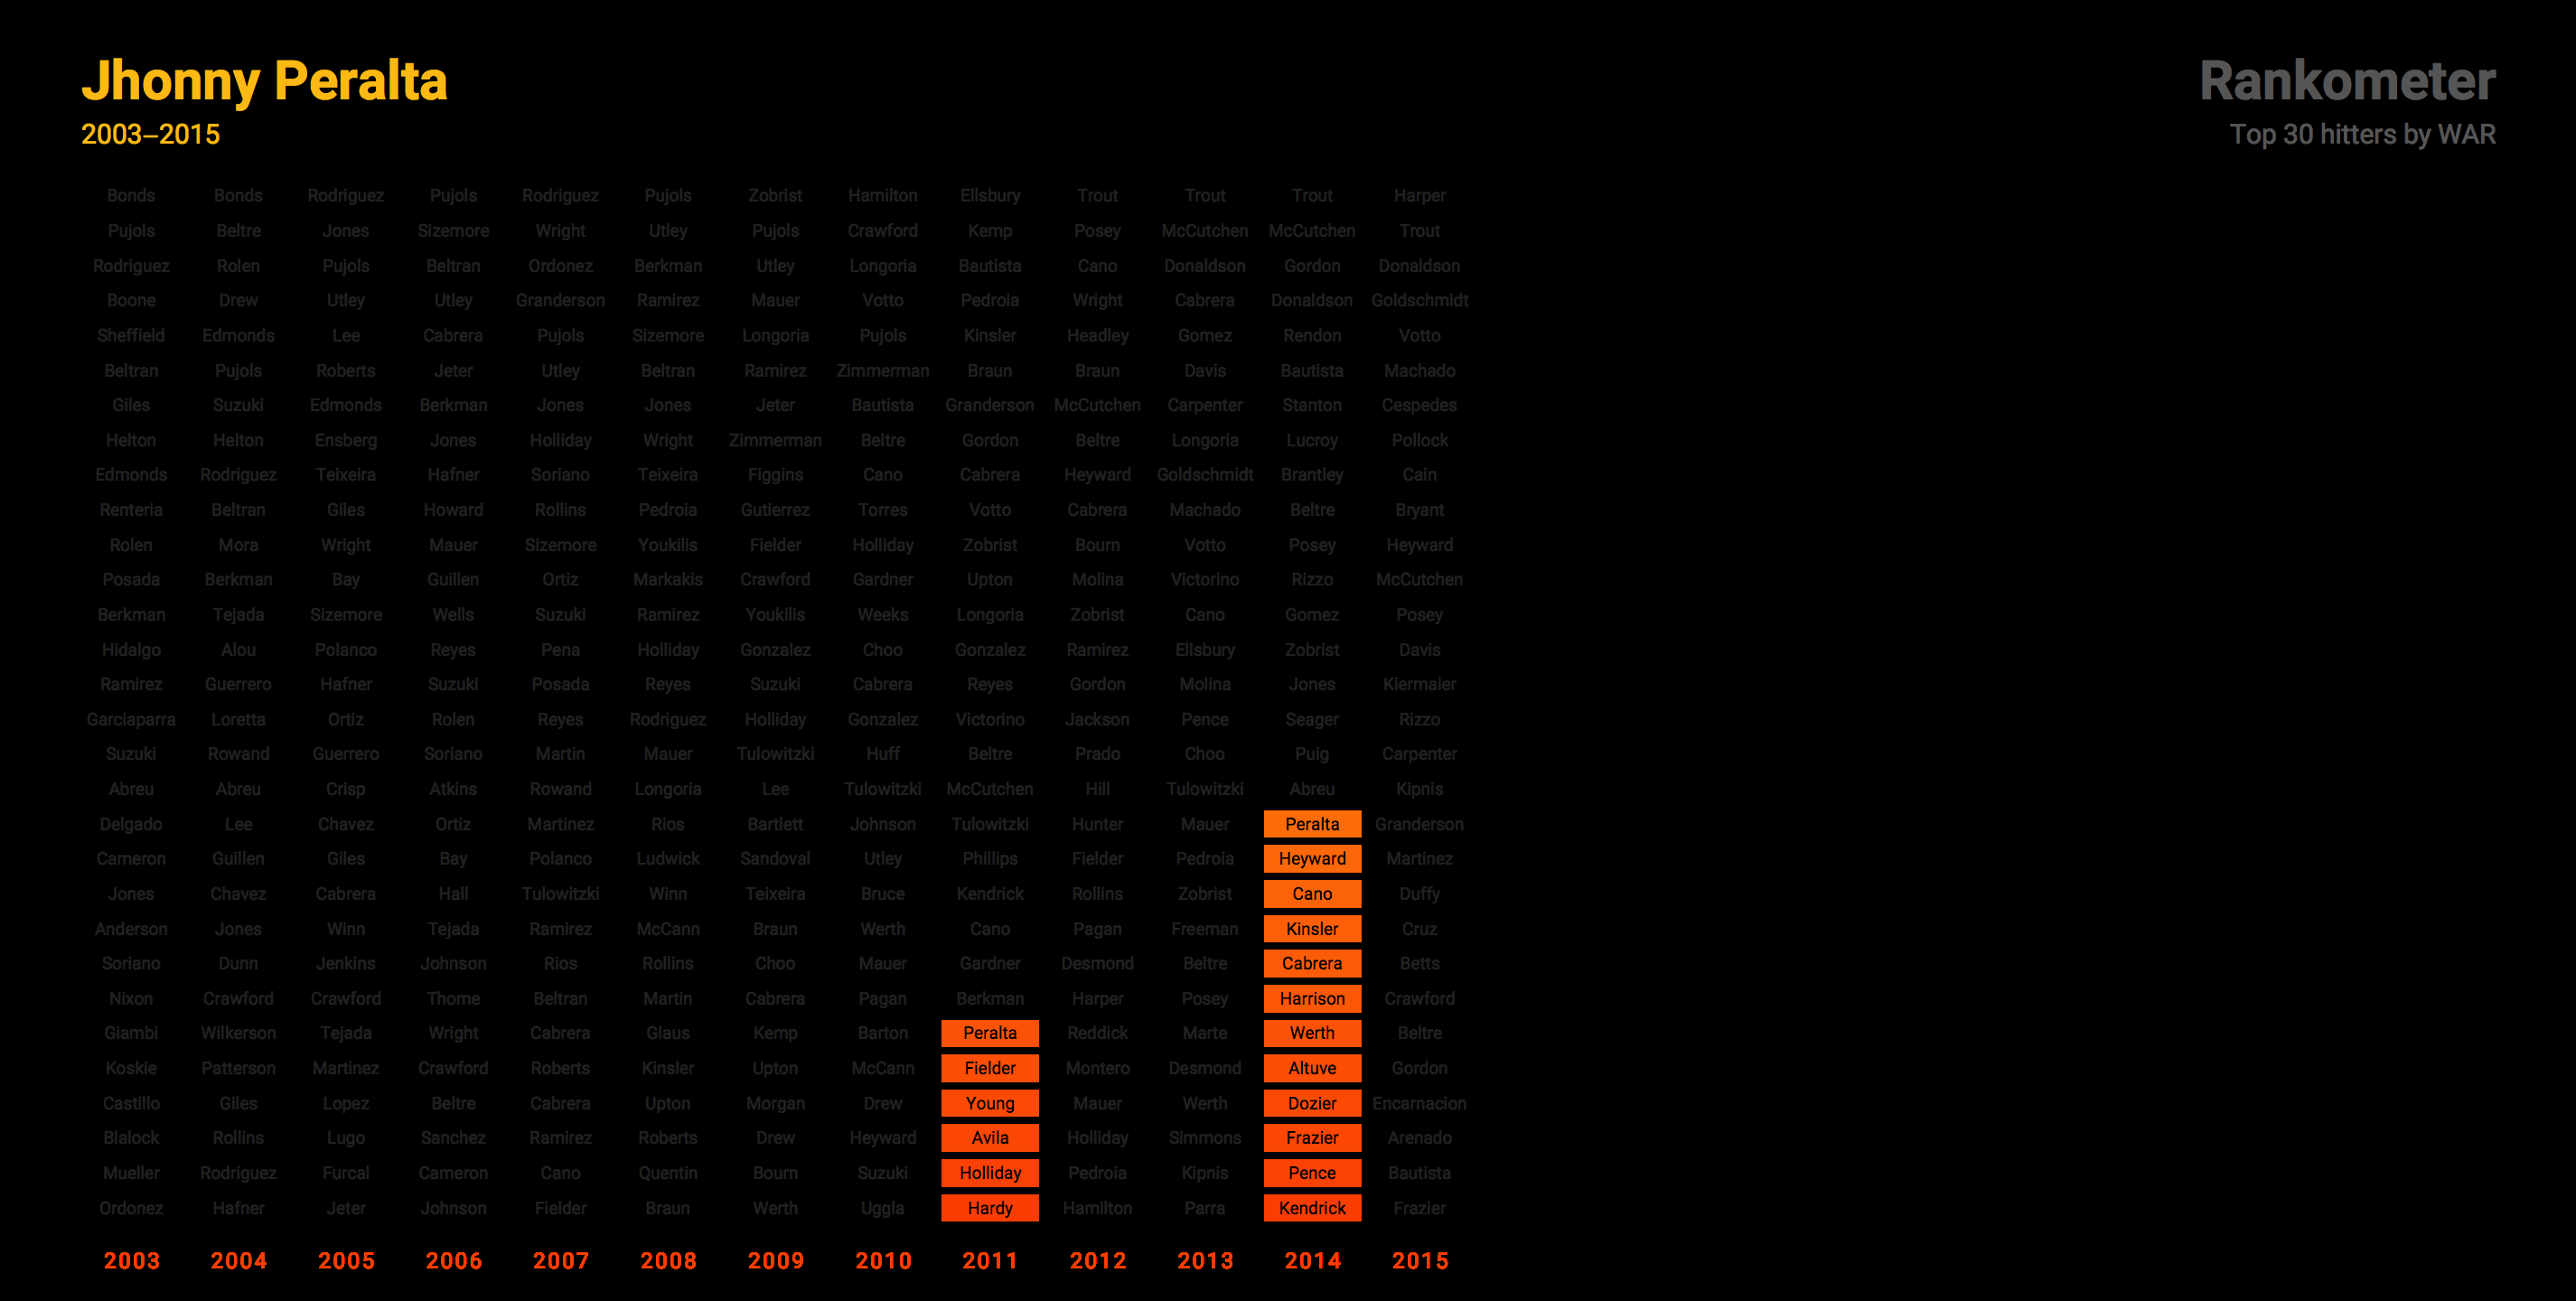 Jhonny Peralta
2003–2015
Rankometer
Top 30 hitters by WAR
Bonds Bonds Rodriguez Pujols Rodriguez Pujols Zobrist Hamilton Ellsbury Trout Trout Trout Harper
Pujols Beltre Jones Sizemore Wright Utley Pujols Crawford Kemp Posey McCutchen McCutchen Trout
Rodriguez Rolen Pujols Beltran Ordonez Berkman Utley Longoria Bautista Cano Donaldson Gordon Donaldson
Boone Drew Utley Utley Granderson Ramirez Mauer Votto Pedroia Wright Cabrera Donaldson Goldschmidt
Sheffield Edmonds Lee Cabrera Pujols Sizemore Longoria Pujols Kinsler Headley Gomez Rendon Votto
Beltran Pujols Roberts Jeter Utley Beltran Ramirez Zimmerman Braun Braun Davis Bautista Machado
Giles Suzuki Edmonds Berkman Jones Jones Jeter Bautista Granderson McCutchen Carpenter Stanton Cespedes
Helton Helton Ensberg Jones Holliday Wright Zimmerman Beltre Gordon Beltre Longoria Lucroy Pollock
Edmonds Rodriguez Teixeira Hafner Soriano Teixeira Figgins Cano Cabrera Heyward Goldschmidt Brantley Cain
Renteria Beltran Giles Howard Rollins Pedroia Gutierrez Torres Votto Cabrera Machado Beltre Bryant
Rolen Mora Wright Mauer Sizemore Youkilis Fielder Holliday Zobrist Bourn Votto Posey Heyward
Posada Berkman Bay Guillen Ortiz Markakis Crawford Gardner Upton Molina Victorino Rizzo McCutchen
Berkman Tejada Sizemore Wells Suzuki Ramirez Youkilis Weeks Longoria Zobrist Cano Gomez Posey
Hidalgo Alou Polanco Reyes Pena Holliday Gonzalez Choo Gonzalez Ramirez Ellsbury Zobrist Davis
Ramirez Guerrero Hafner Suzuki Posada Reyes Suzuki Cabrera Reyes Gordon Molina Jones Kiermaier
Garciaparra Loretta Ortiz Rolen Reyes Rodriguez Holliday Gonzalez Victorino Jackson Pence Seager Rizzo
Suzuki Rowand Guerrero Soriano Martin Mauer Tulowitzki Huff Beltre Prado Choo Puig Carpenter
Abreu Abreu Crisp Atkins Rowand Longoria Lee Tulowitzki McCutchen Hill Tulowitzki Abreu Kipnis
Delgado Lee Chavez Ortiz Martinez Rios Bartlett Johnson Tulowitzki Hunter Mauer Peralta Granderson
Cameron Guillen Giles Bay Polanco Ludwick Sandoval Utley Phillips Fielder Pedroia Heyward Martinez
Jones Chavez Cabrera Hall Tulowitzki Winn Teixeira Bruce Kendrick Rollins Zobrist Cano Duffy
Anderson Jones Winn Tejada Ramirez McCann Braun Werth Cano Pagan Freeman Kinsler Cruz
Soriano Dunn Jenkins Johnson Rios Rollins Choo Mauer Gardner Desmond Beltre Cabrera Betts
Nixon Crawford Crawford Thome Beltran Martin Cabrera Pagan Berkman Harper Posey Harrison Crawford
Giambi Wilkerson Tejada Wright Cabrera Glaus Kemp Barton Peralta Reddick Marte Werth Beltre
Koskie Patterson Martinez Crawford Roberts Kinsler Upton McCann Fielder Montero Desmond Altuve Gordon
Castillo Giles Lopez Beltre Cabrera Upton Morgan Drew Young Mauer Werth Dozier Encarnacion
Blalock Rollins Lugo Sanchez Ramirez Roberts Drew Heyward Avila Holliday Simmons Frazier Arenado
Mueller Rodriguez Furcal Cameron Cano Quentin Bourn Suzuki Holliday Pedroia Kipnis Pence Bautista
Ordonez Hafner Jeter Johnson Fielder Braun Werth Uggla Hardy Hamilton Parra Kendrick Frazier
2003 2004 2005 2006 2007 2008 2009 2010 2011 2012 2013 2014 2015